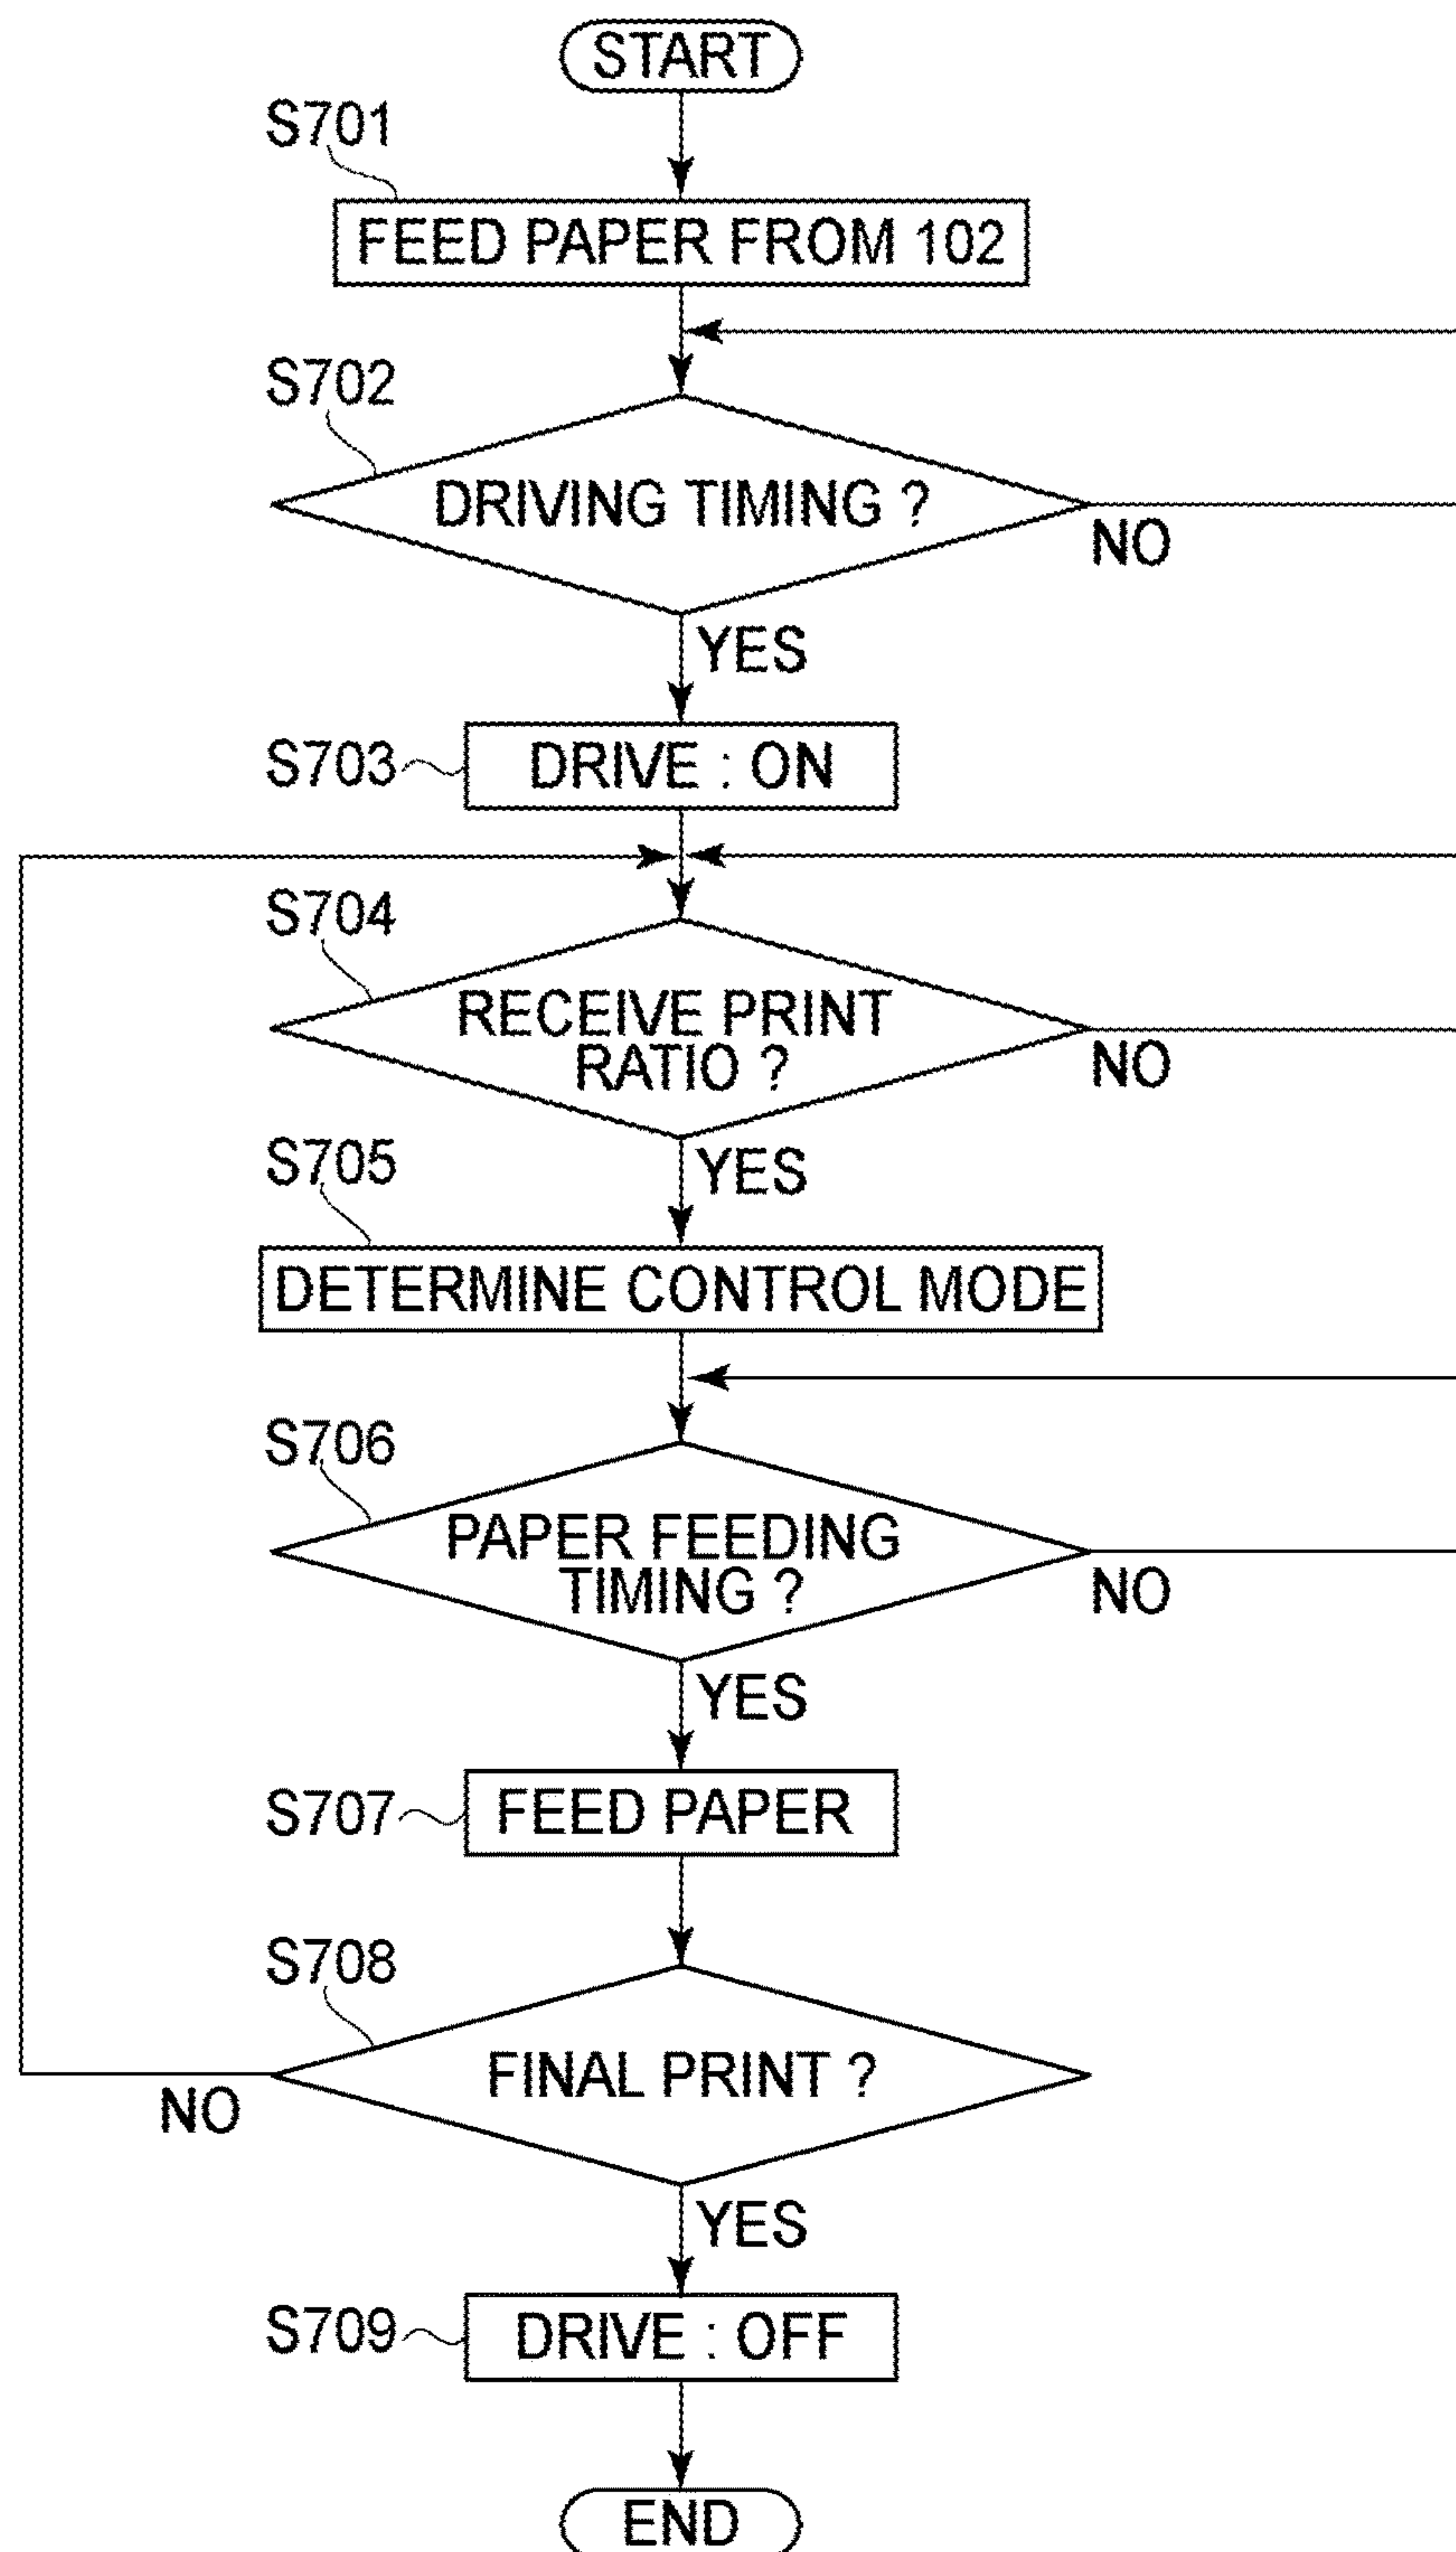 START
S701
FEED PAPER FROM 102
S702
DRIVING TIMING ?
NO
YES
S703
DRIVE : ON
S704
RECEIVE PRINT
RATIO ?
NO
YES
S705
DETERMINE CONTROL MODE
S706
PAPER FEEDING
TIMING ?
NO
YES
S707
FEED PAPER
S708
FINAL PRINT ?
NO
YES
S709
DRIVE : OFF
END